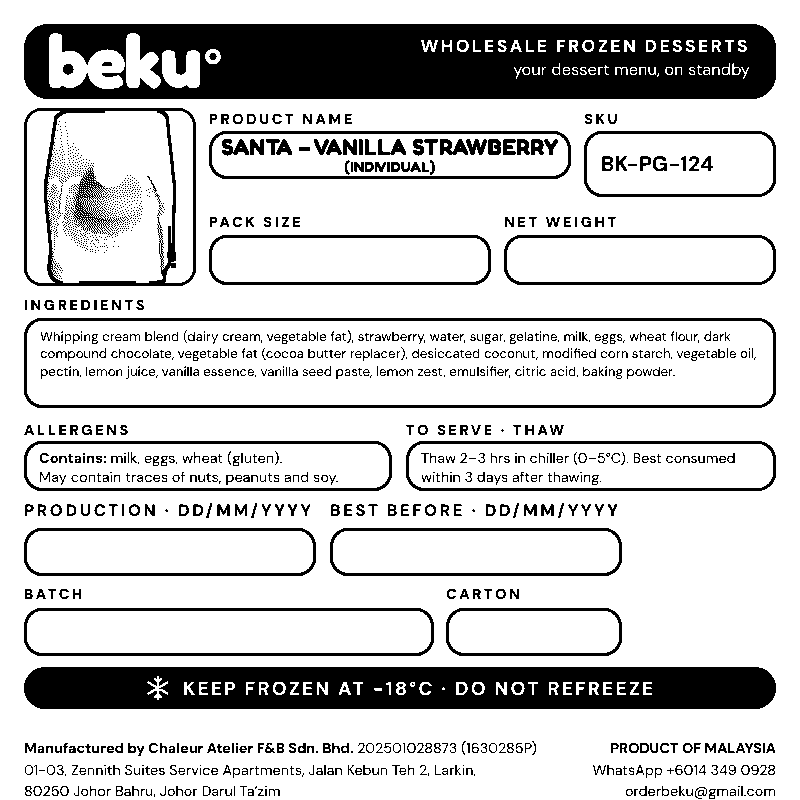 beku°
WHOLESALE FROZEN DESSERTS
your dessert menu, on standby
PRODUCT NAME
SANTA – VANILLA STRAWBERRY
(INDIVIDUAL)
SKU
BK-PG-124
PACK SIZE
NET WEIGHT
INGREDIENTS
Whipping cream blend (dairy cream, vegetable fat), strawberry, water, sugar, gelatine, milk, eggs, wheat flour, dark
compound chocolate, vegetable fat (cocoa butter replacer), desiccated coconut, modified corn starch, vegetable oil,
pectin, lemon juice, vanilla essence, vanilla seed paste, lemon zest, emulsifier, citric acid, baking powder.
ALLERGENS
Contains: milk, eggs, wheat (gluten).
May contain traces of nuts, peanuts and soy.
TO SERVE · THAW
Thaw 2–3 hrs in chiller (0–5°C). Best consumed
within 3 days after thawing.
PRODUCTION · DD/MM/YYYY
BEST BEFORE · DD/MM/YYYY
BATCH
CARTON
KEEP FROZEN AT -18°C · DO NOT REFREEZE
Manufactured by Chaleur Atelier F&B Sdn. Bhd. 202501028873 (1630286P)
01-03, Zennith Suites Service Apartments, Jalan Kebun Teh 2, Larkin,
80250 Johor Bahru, Johor Darul Ta'zim
PRODUCT OF MALAYSIA
WhatsApp +6014 349 0928
orderbeku@gmail.com